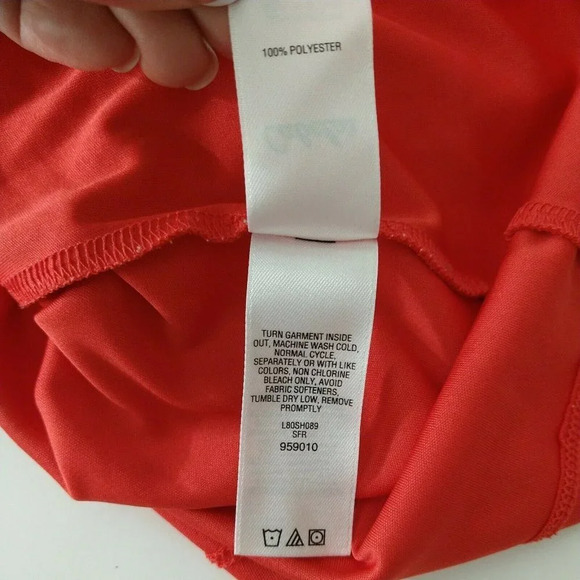 100% POLYESTER
TURN GARMENT INSIDE
OUT, MACHINE WASH COLD,
NORMAL CYCLE,
SEPARATELY OR WITH LIKE
COLORS, NON CHLORINE
BLEACH ONLY, AVOID
FABRIC SOFTENERS,
TUMBLE DRY LOW, REMOVE
PROMPTLY
L80SH089
SFR
959010